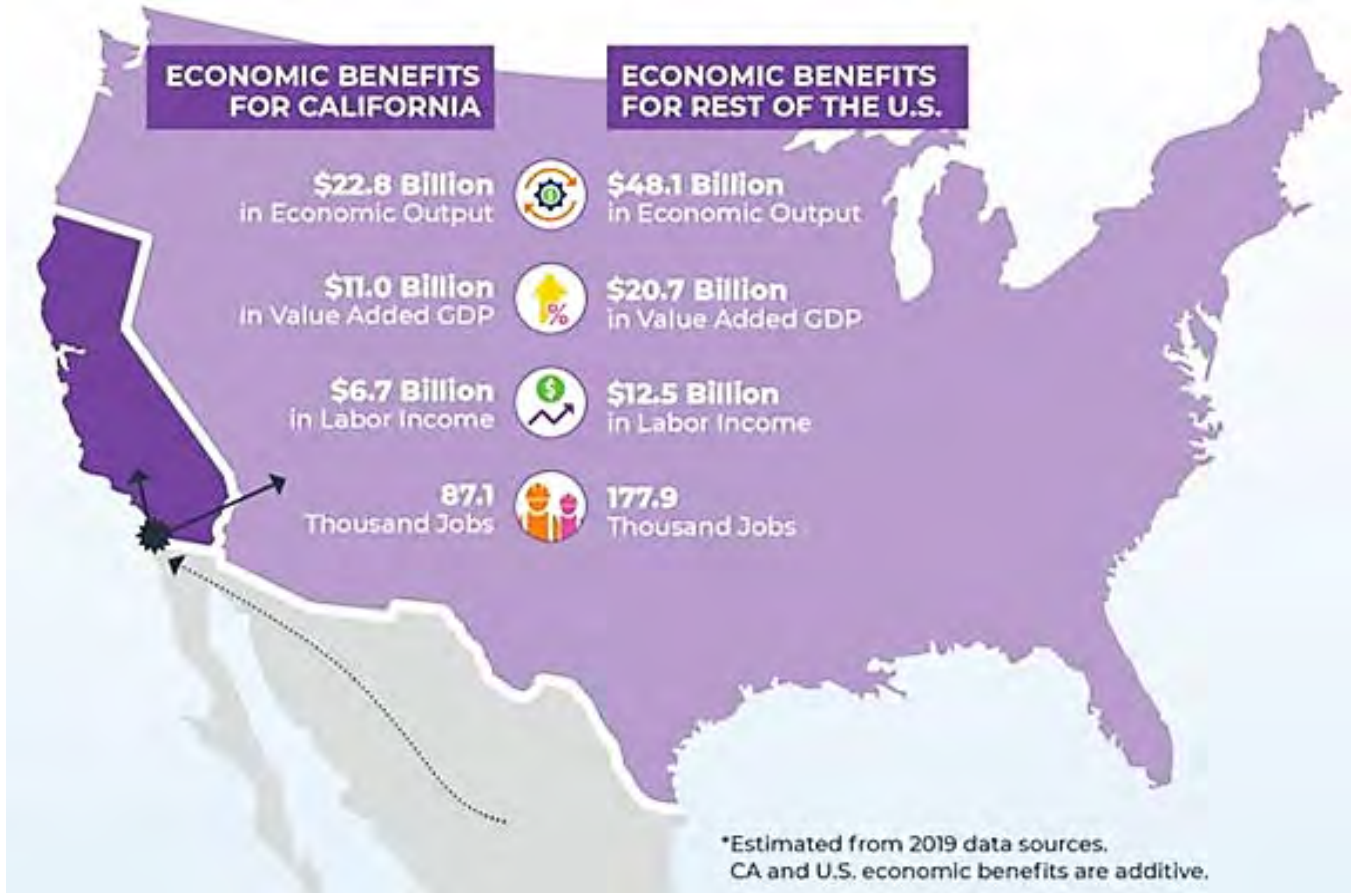 ECONOMIC BENEFITS
FOR CALIFORNIA
$22.8 Billion
in Economic Output
$11.0 Billion
in Value Added GDP
$6.7 Billion
in Labor Income
87.1
Thousand Jobs
ECONOMIC BENEFITS
FOR REST OF THE U.S.
$48.1 Billion
in Economic Output
$20.7 Billion
in Value Added GDP
$12.5 Billion
in Labor Income
177.9
Thousand Jobs
$
%
$
*Estimated from 2019 data sources.
CA and U.S. economic benefits are additive.